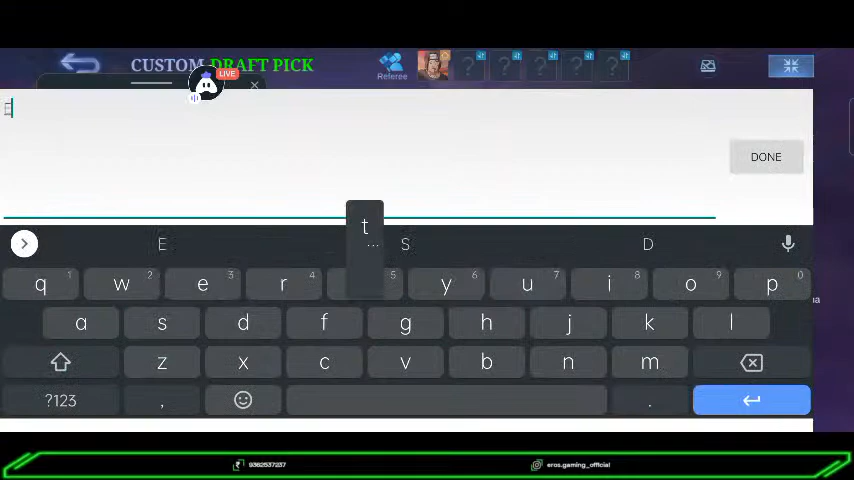 CUSTOM DRAFT PICK
LIVE
Referee
? ? ? ? ?
E
DONE
t
...
E S D
q 1 w 2 e 3 r 4 5 y 6 u 7 i 8 o 9 p 0
a s d f g h j k l
z x c v b n m
?123 , .
9362537237
eros.gaming_official